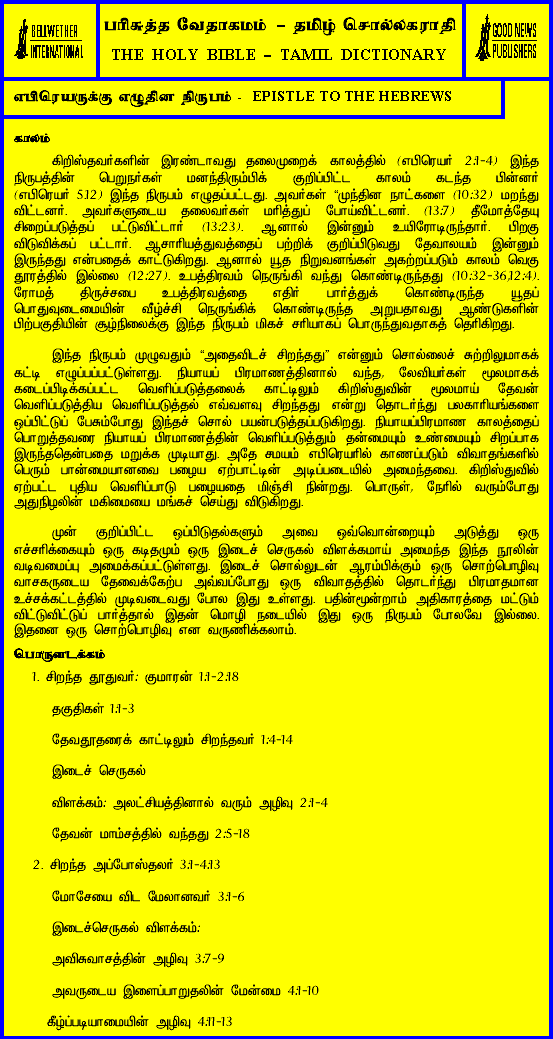 BELLWETHER
INTERNATIONAL
பரிசுத்த வேதாகமம் – தமிழ் சொல்லகராதி
THE HOLY BIBLE – TAMIL DICTIONARY
GOOD NEWS
PUBLISHERS
எபிரெயருக்கு எழுதின நிருபம் - EPISTLE TO THE HEBREWS
காலம்
கிறிஸ்தவர்களின் இரண்டாவது தலைமுறைக் காலத்தில் (எபிரெயர் 2:1-4) இந்த
நிருபத்தின் பெறுநர்கள் மனந்திரும்பிக் குறிப்பிட்ட காலம் கடந்த பின்னர்
(எபிரெயர் 5:12) இந்த நிருபம் எழுதப்பட்டது. அவர்கள் “முந்தின நாட்களை (10:32) மறந்து
விட்டனர். அவர்களுடைய தலைவர்கள் மரித்துப் போய்விட்டனர். (13:7) தீமோத்தேயு
சிறைப்படுத்தப் பட்டுவிட்டார் (13:23). ஆனால் இன்னும் உயிரோடிருந்தார். பிறகு
விடுவிக்கப் பட்டார். ஆசாரியத்துவத்தைப் பற்றிக் குறிப்பிடுவது தேவாலயம் இன்னும்
இருந்தது என்பதைக் காட்டுகிறது. ஆனால் யூத நிறுவனங்கள் அகற்றப்படும் காலம் வெகு
தூரத்தில் இல்லை (12:27). உபத்திரவம் நெருங்கி வந்து கொண்டிருந்தது (10:32-36,12:4).
ரோமத் திருச்சபை உபத்திரவத்தை எதிர் பார்த்துக் கொண்டிருந்த யூதப்
பொதுவுடைமையின் வீழ்ச்சி நெருங்கிக் கொண்டிருந்த அறுபதாவது ஆண்டுகளின்
பிற்பகுதியின் சூழ்நிலைக்கு இந்த நிருபம் மிகச் சரியாகப் பொருந்துவதாகத் தெரிகிறது.
இந்த நிருபம் முழுவதும் “அதைவிடச் சிறந்தது” என்னும் சொல்லைச் சுற்றிலுமாகக்
கட்டி எழுப்பப்பட்டுள்ளது. நியாயப் பிரமாணத்தினால் வந்த, லேவியர்கள் மூலமாகக்
கடைப்பிடிக்கப்பட்ட வெளிப்படுத்தலைக் காட்டிலும் கிறிஸ்துவின் மூலமாய் தேவன்
வெளிப்படுத்திய வெளிப்படுத்தல் எவ்வளவு சிறந்தது என்று தொடர்ந்து பலகாரியங்களை
ஒப்பிட்டுப் பேசும்போது இந்தச் சொல் பயன்படுத்தப்படுகிறது. நியாயப்பிரமாண காலத்தைப்
பொறுத்தவரை நியாயப் பிரமாணத்தின் வெளிப்படுத்தும் தன்மையும் உண்மையும் சிறப்பாக
இருந்ததென்பதை மறுக்க முடியாது. அதே சமயம் எபிரெயரில் காணப்படும் விவாதங்களில்
பெரும் பான்மையானவை பழைய ஏற்பாட்டின் அடிப்படையில் அமைந்தவை. கிறிஸ்துவில்
ஏற்பட்ட புதிய வெளிப்பாடு பழையதை மிஞ்சி நின்றது. பொருள், நேரில் வரும்போது
அதுநிழலின் மகிமையை மங்கச் செய்து விடுகிறது.
முன் குறிப்பிட்ட ஒப்பிடுதல்களும் அவை ஒவ்வொன்றையும் அடுத்து ஒரு
எச்சரிக்கையும் ஒரு கடிதமும் ஒரு இடைச் செருகல் விளக்கமாய் அமைந்த இந்த நூலின்
வடிவமைப்பு அமைக்கப்பட்டுள்ளது. இடைச் சொல்லுடன் ஆரம்பிக்கும் ஒரு சொற்பொழிவு
வாசகருடைய தேவைக்கேற்ப அவ்வப்போது ஒரு விவாதத்தில் தொடர்ந்து பிரமாதமான
உச்சக்கட்டத்தில் முடிவடைவது போல இது உள்ளது. பதின்மூன்றாம் அதிகாரத்தை மட்டும்
விட்டுவிட்டுப் பார்த்தால் இதன் மொழி நடையில் இது ஒரு நிருபம் போலவே இல்லை.
இதனை ஒரு சொற்பொழிவு என வருணிக்கலாம்.
பொருளடக்கம்
1. சிறந்த தூதுவர்: குமாரன் 1:1-2:18
தகுதிகள் 1:1-3
தேவதூதரைக் காட்டிலும் சிறந்தவர் 1:4-14
இடைச் செருகல்
விளக்கம்: அலட்சியத்தினால் வரும் அழிவு 2:1-4
தேவன் மாம்சத்தில் வந்தது 2:5-18
2. சிறந்த அப்போஸ்தலர் 3:1-4:13
மோசேயை விட மேலானவர் 3:1-6
இடைச்செருகல் விளக்கம்:
அவிசுவாசத்தின் அழிவு 3:7-9
அவருடைய இளைப்பாறுதலின் மேன்மை 4:1-10
கீழ்ப்படியாமையின் அழிவு 4:11-13